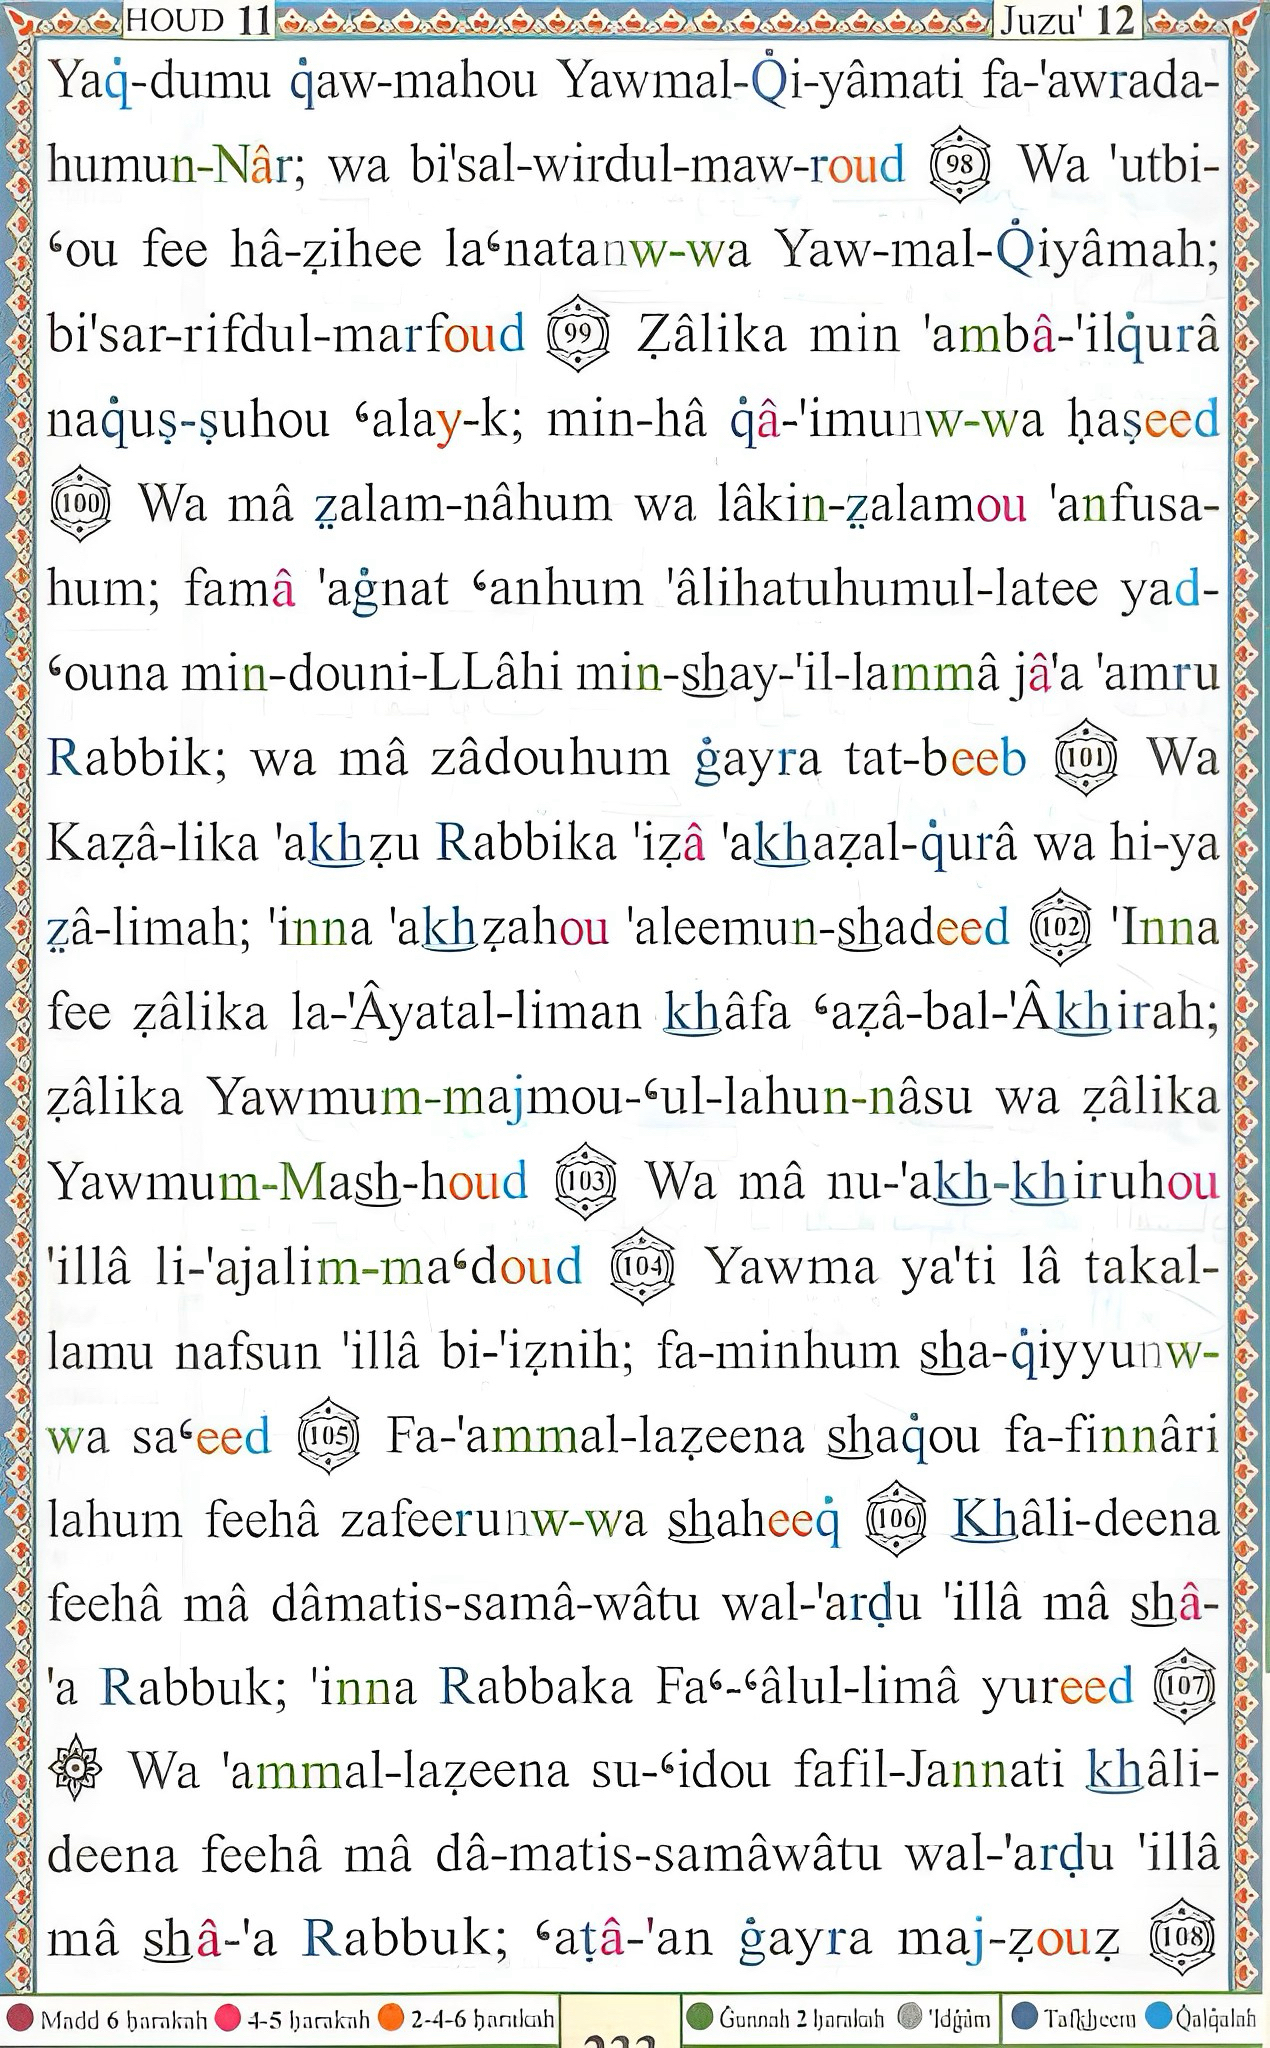 HOUD 11 Juzu' 12
Yaq̇-dumu q̇aw-mahou Yawmal-Q̇i-yâmati fa-'awrada-
humun-Nâr; wa bi'sal-wirdul-maw-roud 98 Wa 'utbi-
ʿou fee hâ-ẓihee laʿnatanw-wa Yaw-mal-Q̇iyâmah;
bi'sar-rifdul-marfoud 99 Ẓâlika min 'ambâ-'ilq̇urâ
naq̇uṣ-ṣuhou ʿalay-k; min-hâ q̇â-'imunw-wa ḥaṣeed
100 Wa mâ z̤alam-nâhum wa lâkin-z̤alamou 'anfusa-
hum; famâ 'aġnat ʿanhum 'âlihatuhumul-latee yad-
ʿouna min-douni-LLâhi min-shay-'il-lammâ jâ'a 'amru
Rabbik; wa mâ zâdouhum ġayra tat-beeb 101 Wa
Kaẓâ-lika 'akhẓu Rabbika 'iẓâ 'akhaẓal-q̇urâ wa hi-ya
z̤â-limah; 'inna 'akhẓahou 'aleemun-shadeed 102 'Inna
fee ẓâlika la-'Âyatal-liman khâfa ʿaẓâ-bal-'Âkhirah;
ẓâlika Yawmum-majmou-ʿul-lahun-nâsu wa ẓâlika
Yawmum-Mash-houd 103 Wa mâ nu-'akh-khiruhou
'illâ li-'ajalim-maʿdoud 104 Yawma ya'ti lâ takal-
lamu nafsun 'illâ bi-'iẓnih; fa-minhum sha-q̇iyyunw-
wa saʿeed 105 Fa-'ammal-laẓeena shaq̇ou fa-finnâri
lahum feehâ zafeerunw-wa shaheeq̇ 106 Khâli-deena
feehâ mâ dâmatis-samâ-wâtu wal-'arḍu 'illâ mâ shâ-
'a Rabbuk; 'inna Rabbaka Faʿ-ʿâlul-limâ yureed 107
Wa 'ammal-laẓeena su-ʿidou fafil-Jannati khâli-
deena feehâ mâ dâ-matis-samâwâtu wal-'arḍu 'illâ
mâ shâ-'a Rabbuk; ʿaṭâ-'an ġayra maj-ẓouẓ 108
Madd 6 ḥarakah 4-5 ḥarakah 2-4-6 ḥarakah Ġunnah 2 ḥarakah 'Idġâm Tafkheem Q̇alq̇alah